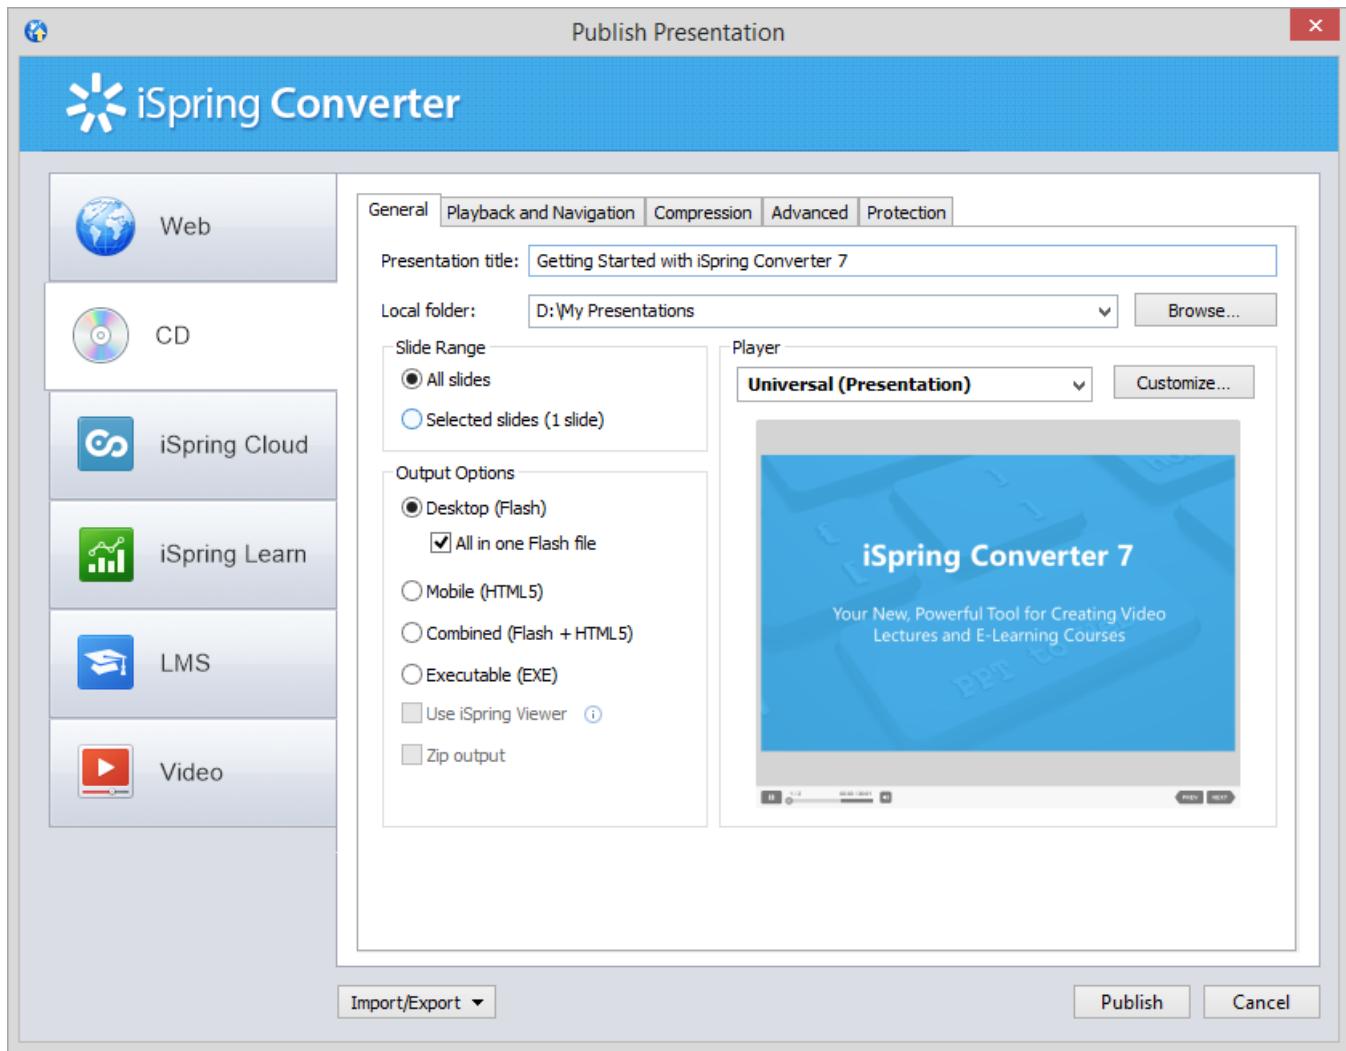 Publish Presentation
iSpring Converter
Web
CD
iSpring Cloud
iSpring Learn
LMS
Video
General
Playback and Navigation
Compression
Advanced
Protection
Presentation title:
Getting Started with iSpring Converter 7
Local folder:
D:\My Presentations
Browse...
Slide Range
All slides
Selected slides (1 slide)
Output Options
Desktop (Flash)
All in one Flash file
Mobile (HTML5)
Combined (Flash + HTML5)
Executable (EXE)
Use iSpring Viewer
Zip output
Player
Universal (Presentation)
Customize...
iSpring Converter 7
Your New, Powerful Tool for Creating Video
Lectures and E-Learning Courses
PPT to
PREV
NEXT
Import/Export
Publish
Cancel